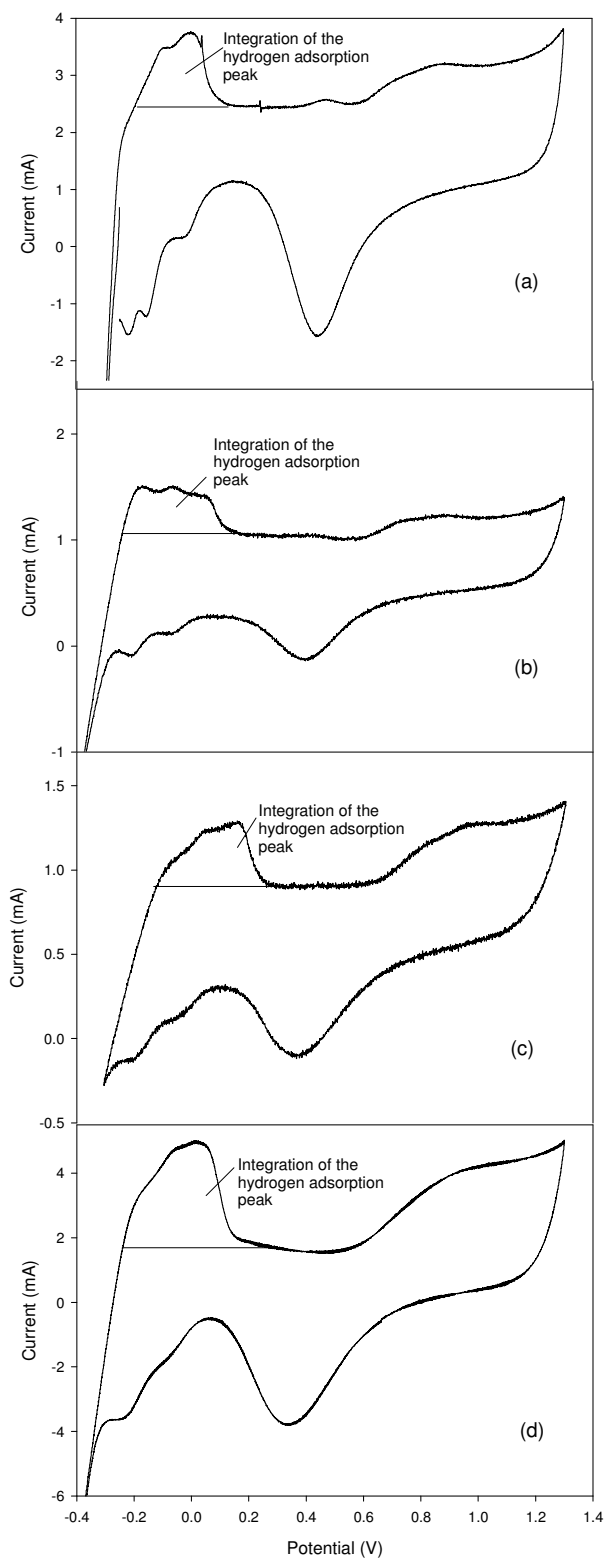 4
3
2
1
0
-1
-2
Current (mA)
Integration of the
hydrogen adsorption
peak
(a)
2
1
0
-1
Current (mA)
Integration of the
hydrogen adsorption
peak
(b)
1.5
1.0
0.5
0.0
-0.5
Current (mA)
Integration of the
hydrogen adsorption
peak
(c)
4
2
0
-2
-4
-6
Current (mA)
Integration of the
hydrogen adsorption
peak
(d)
-0.4 -0.2 0.0 0.2 0.4 0.6 0.8 1.0 1.2 1.4
Potential (V)